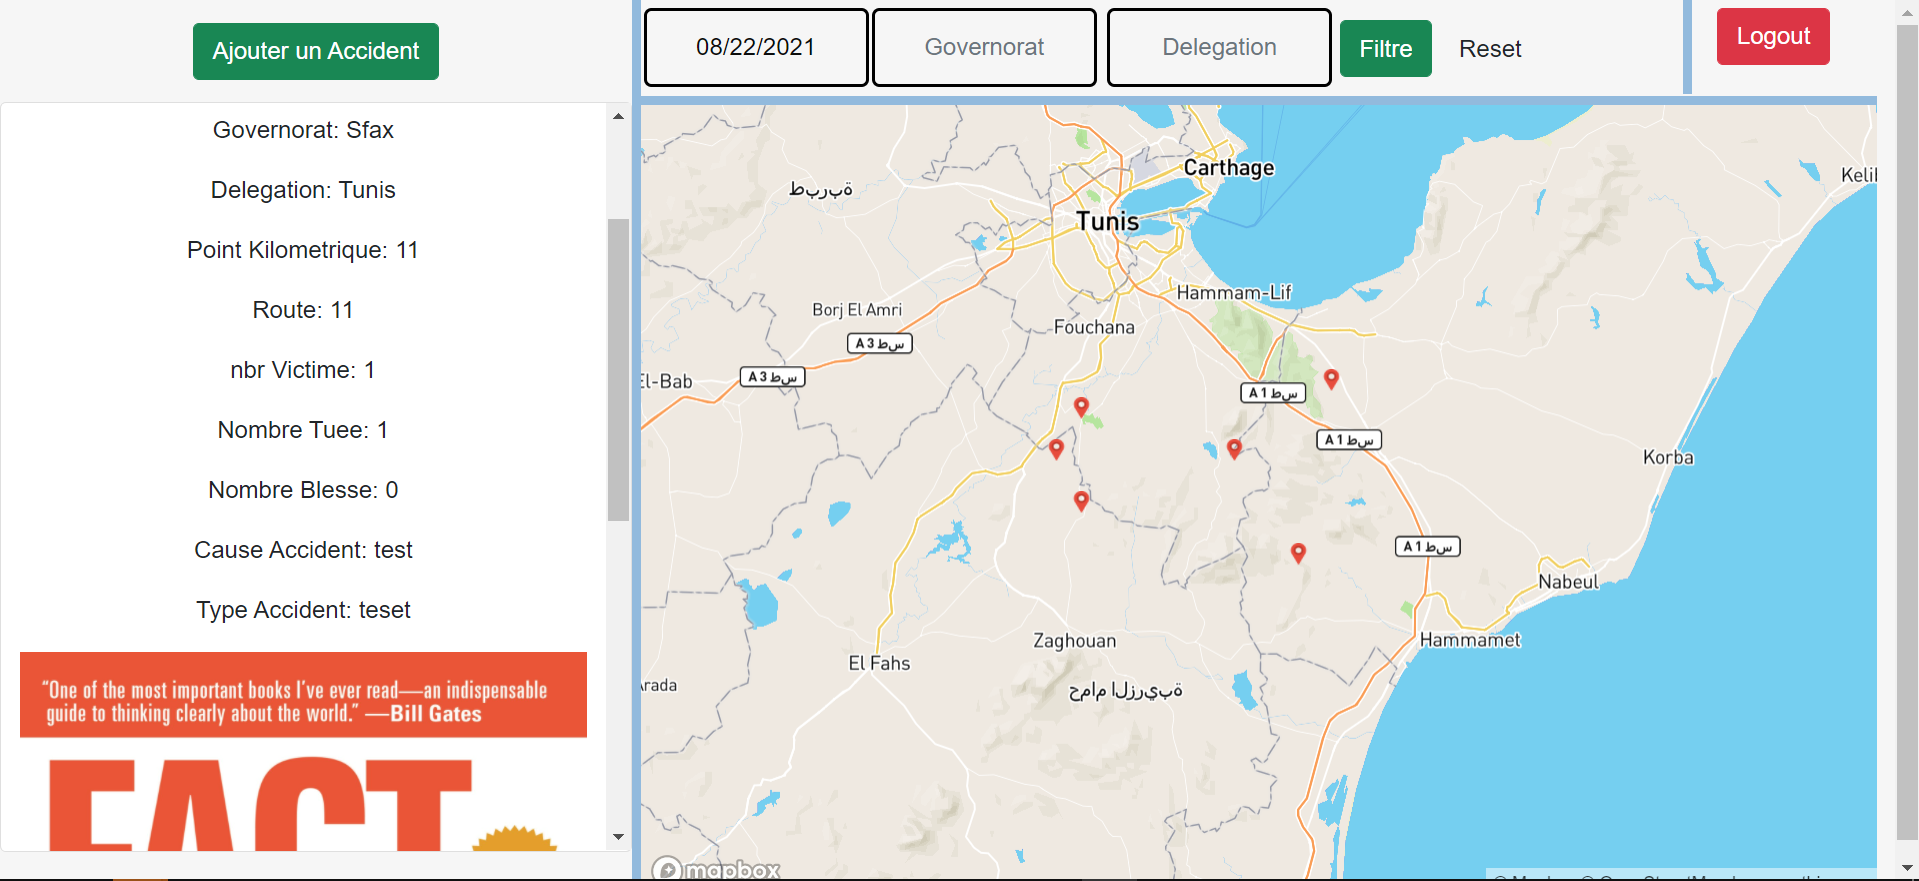 Ajouter un Accident
08/22/2021
Governorat
Delegation
Filtre
Reset
Logout
Governorat: Sfax
Delegation: Tunis
Point Kilometrique: 11
Route: 11
nbr Victime: 1
Nombre Tuee: 1
Nombre Blesse: 0
Cause Accident: test
Type Accident: teset
“One of the most important books I’ve ever read—an indispensable
guide to thinking clearly about the world.” —Bill Gates
FACT
Carthage
طبربة
Keli
Tunis
Hammam-Lif
Borj El Amri
Fouchana
A3 طس
El-Bab
A3 طس
A1 طس
A1 طس
Korba
A1 طس
Nabeul
Zaghouan
Hammamet
El Fahs
حمام الزريبة
rada
mapbox